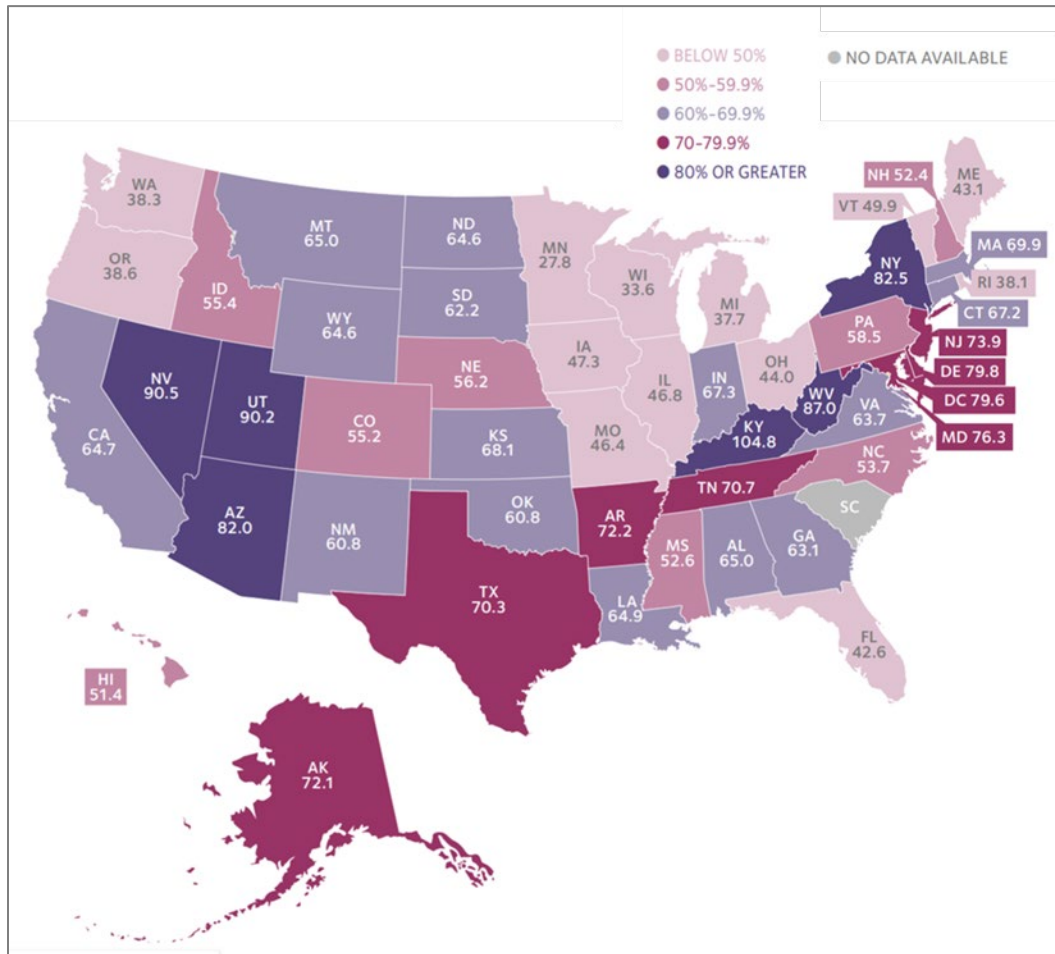 BELOW 50%
NO DATA AVAILABLE
50%-59.9%
60%-69.9%
70-79.9%
80% OR GREATER
WA
38.3
OR
38.6
ID
55.4
MT
65.0
ND
64.6
MN
27.8
WI
33.6
MI
37.7
NH 52.4
ME
43.1
VT 49.9
MA 69.9
NY
82.5
RI 38.1
CT 67.2
SD
62.2
WY
64.6
PA
58.5
NJ 73.9
DE 79.8
DC 79.6
MD 76.3
NV
90.5
UT
90.2
CO
55.2
NE
56.2
IA
47.3
IL
46.8
IN
67.3
OH
44.0
WV
87.0
VA
63.7
CA
64.7
KS
68.1
MO
46.4
KY
104.8
NC
53.7
TN 70.7
AZ
82.0
NM
60.8
OK
60.8
AR
72.2
SC
MS
52.6
AL
65.0
GA
63.1
TX
70.3
LA
64.9
FL
42.6
HI
51.4
AK
72.1